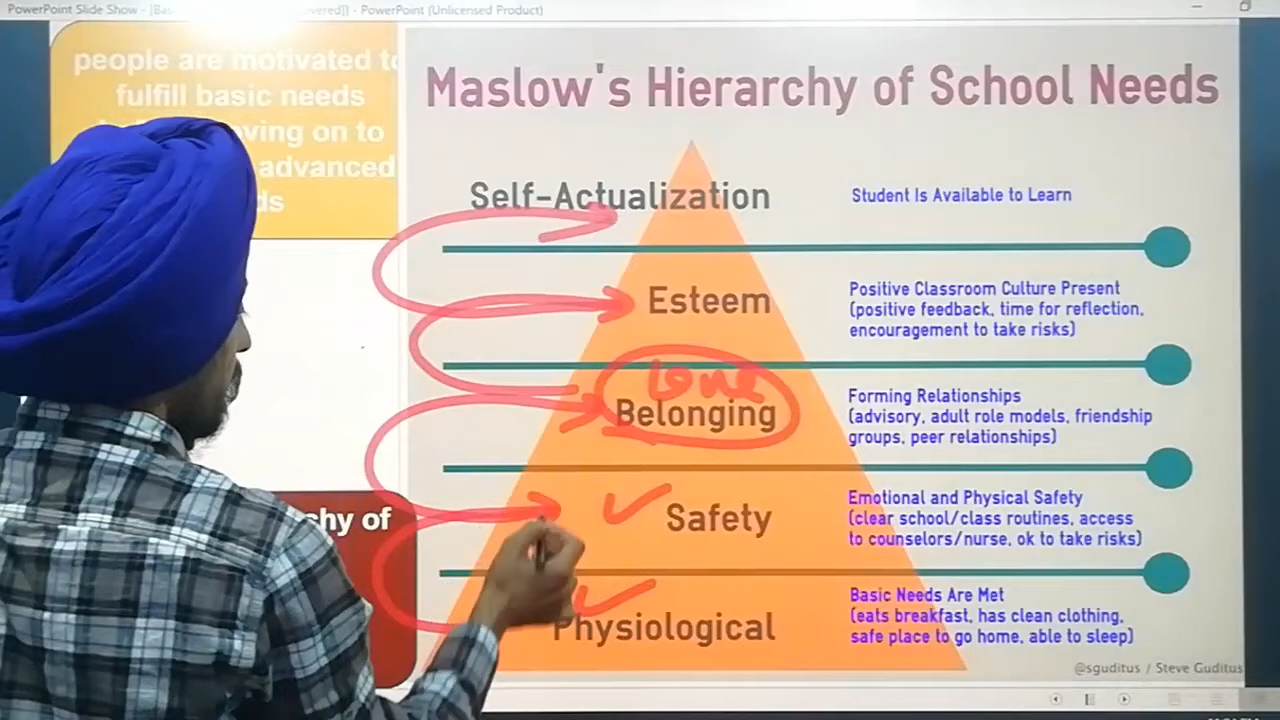 PowerPoint Slide Show - [
overed]] - PowerPoint (Unlicensed Product)
people are motivated to
fulfill basic needs
on to
advanced
Maslow's Hierarchy of School Needs
Self-Actualization
Student Is Available to Learn
Esteem
Positive Classroom Culture Present
(positive feedback, time for reflection,
encouragement to take risks)
Love
Belonging
Forming Relationships
(advisory, adult role models, friendship
groups, peer relationships)
Safety
Emotional and Physical Safety
(clear school/class routines, access
to counselors/nurse, ok to take risks)
Physiological
Basic Needs Are Met
(eats breakfast, has clean clothing,
safe place to go home, able to sleep)
of
@sguditus / Steve Guditus